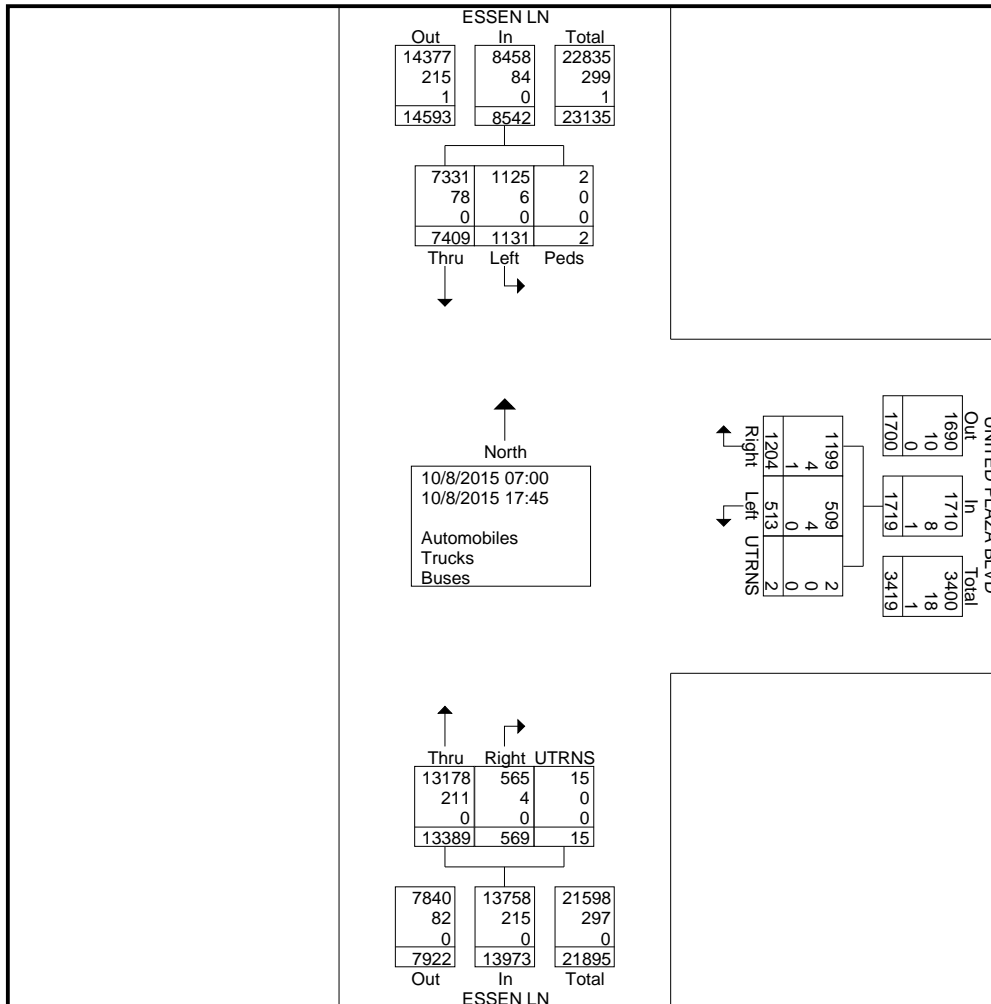 ESSEN LN
Out In Total
14377 8458 22835
215 84 299
1 0 1
14593 8542 23135
7331 1125 2
78 6 0
0 0 0
7409 1131 2
Thru Left Peds
North
10/8/2015 07:00
10/8/2015 17:45
Automobiles
Trucks
Buses
UNITED PLAZA BLVD
Out In Total
1690 1710 3400
10 8 18
0 1 1
1700 1719 3419
1199 509 2
4 4 0
1 0 0
1204 513 2
Right Left UTRNS
Thru Right UTRNS
13178 565 15
211 4 0
0 0 0
13389 569 15
7840 13758 21598
82 215 297
0 0 0
7922 13973 21895
Out In Total
ESSEN LN